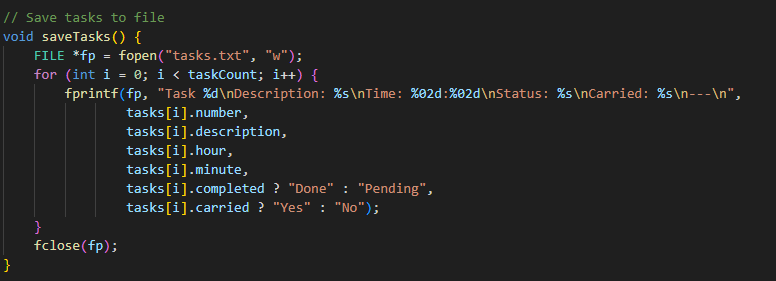 // Save tasks to file
void saveTasks() {
    FILE *fp = fopen("tasks.txt", "w");
    for (int i = 0; i < taskCount; i++) {
        fprintf(fp, "Task %d\nDescription: %s\nTime: %02d:%02d\nStatus: %s\nCarried: %s\n---\n",
                tasks[i].number,
                tasks[i].description,
                tasks[i].hour,
                tasks[i].minute,
                tasks[i].completed ? "Done" : "Pending",
                tasks[i].carried ? "Yes" : "No");
    }
    fclose(fp);
}